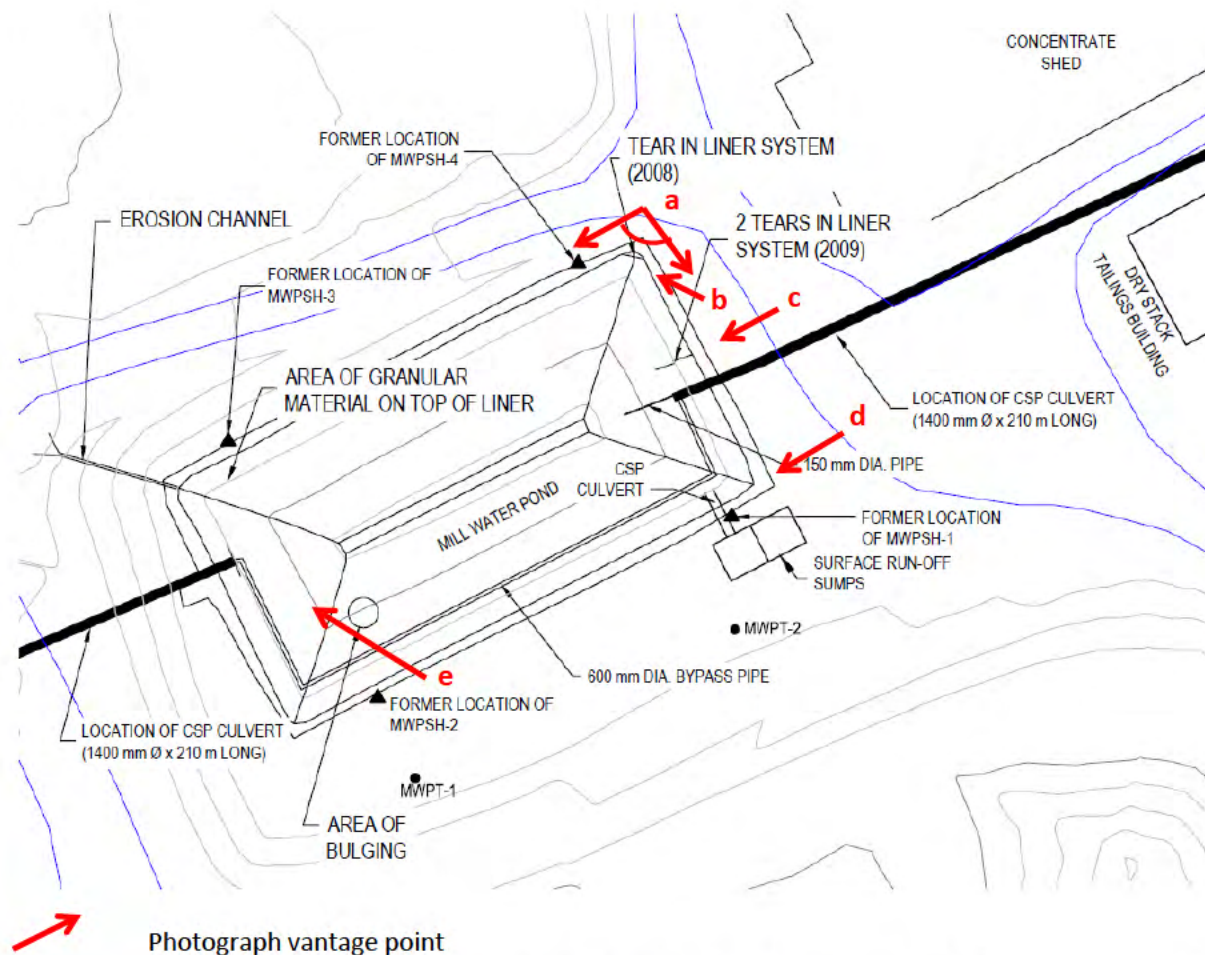 CONCENTRATE
SHED
FORMER LOCATION
OF MWPSH-4
TEAR IN LINER SYSTEM
(2008)
a
EROSION CHANNEL
2 TEARS IN LINER
SYSTEM (2009)
FORMER LOCATION OF
MWPSH-3
b
c
DRY STACK
TAILINGS BUILDING
AREA OF GRANULAR
MATERIAL ON TOP OF LINER
LOCATION OF CSP CULVERT
(1400 mm Ø x 210 m LONG)
d
150 mm DIA. PIPE
CSP
CULVERT
MILL WATER POND
FORMER LOCATION
OF MWPSH-1
SURFACE RUN-OFF
SUMPS
MWPT-2
e
600 mm DIA. BYPASS PIPE
FORMER LOCATION OF
MWPSH-2
LOCATION OF CSP CULVERT
(1400 mm Ø x 210 m LONG)
MWPT-1
AREA OF
BULGING
Photograph vantage point